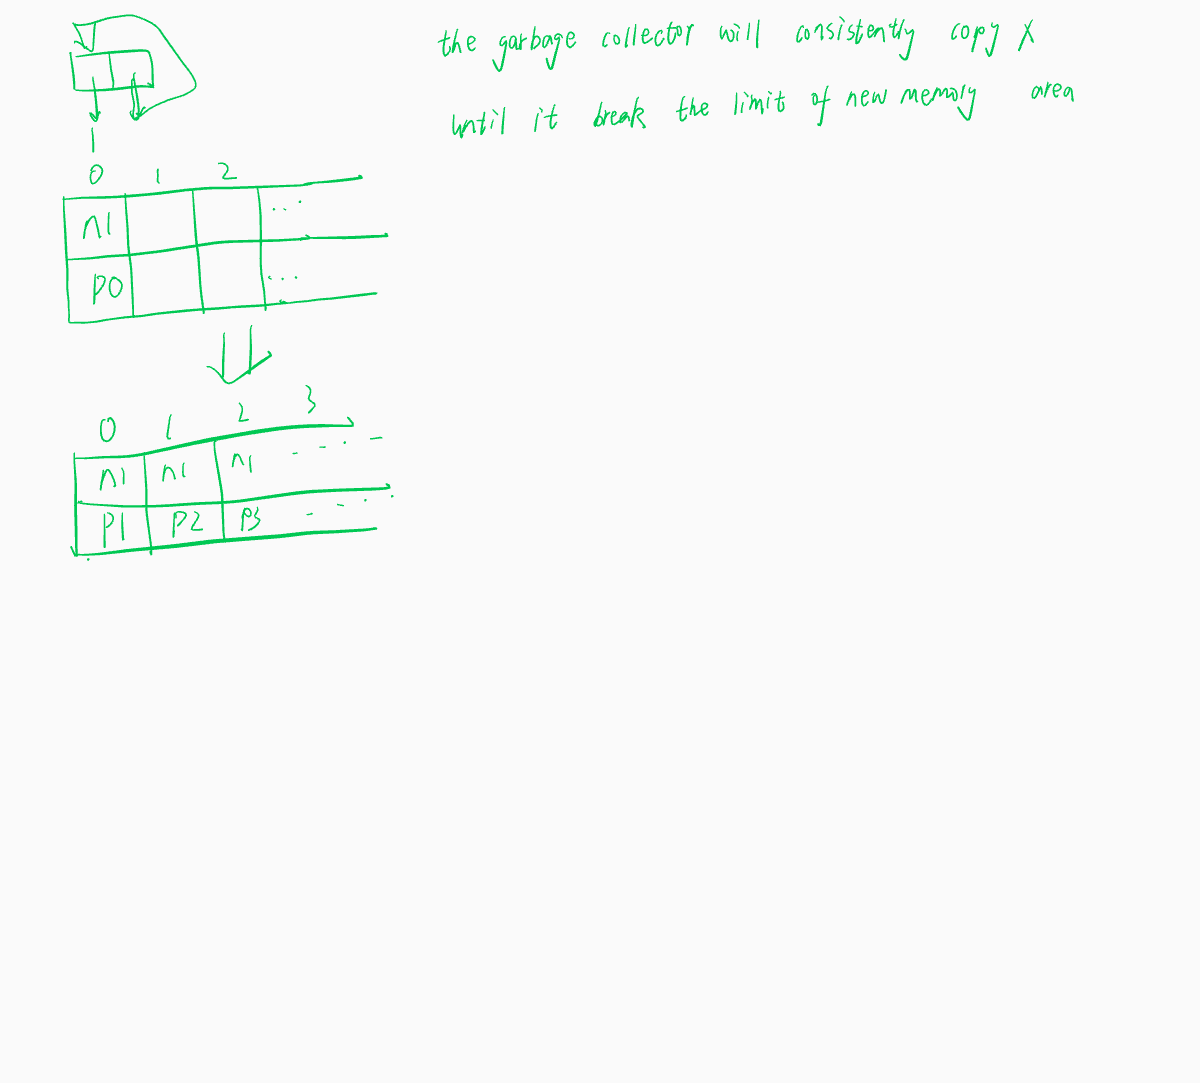 the garbage collector will consistently copy x
until it break the limit of new memory area
1
0 1 2
n1 ...
p0 ...
0 1 2 3
n1 n1 n1 - - · -
p1 p2 p3 - - · ·